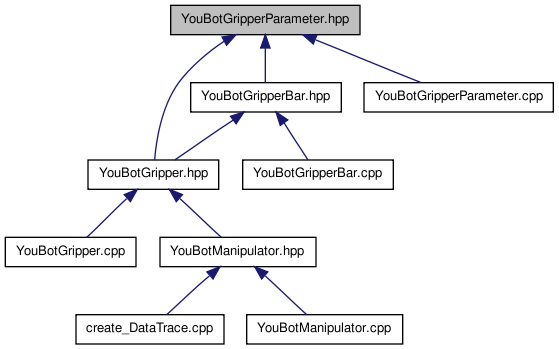 YouBotGripperParameter.hpp
YouBotGripperBar.hpp
YouBotGripperParameter.cpp
YouBotGripper.hpp
YouBotGripperBar.cpp
YouBotGripper.cpp
YouBotManipulator.hpp
create_DataTrace.cpp
YouBotManipulator.cpp